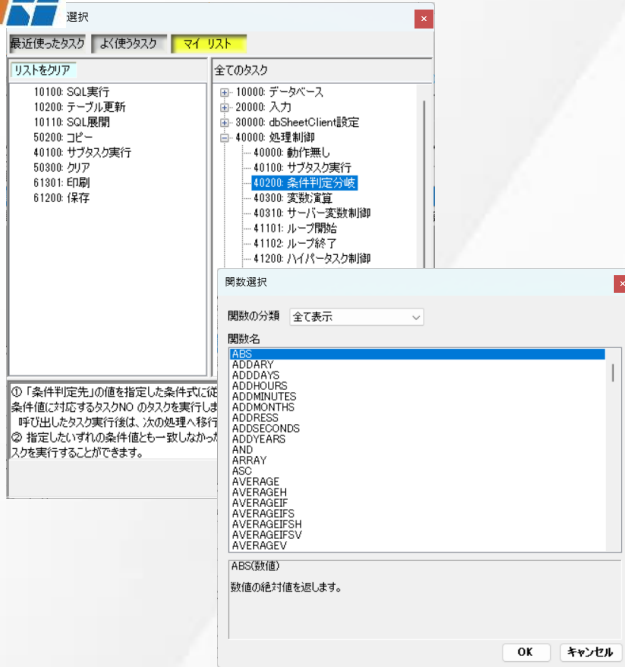 選択
最近使ったタスク よく使うタスク マイ リスト
リストをクリア
10100: SQL実行
10200: テーブル更新
10110: SQL展開
50200: コピー
40100: サブタスク実行
50300: クリア
61301: 印刷
61200: 保存
全てのタスク
10000: データベース
20000: 入力
30000: dbSheetClient設定
40000: 処理制御
40000: 動作無し
40100: サブタスク実行
40200: 条件判定分岐
40300: 変数演算
40310: サーバー変数制御
41101: ループ開始
41102: ループ終了
41200: ハイパータスク制御
① 「条件判定先」の値を指定した条件式に従
条件値に対応するタスクNO のタスクを実行しま
呼び出したタスク実行後は、次の処理へ移行
② 指定したいずれの条件値とも一致しなかっ
スクを実行することができます。
関数選択
関数の分類 全て表示
関数名
ABS
ADDARY
ADDDAYS
ADDHOURS
ADDMINUTES
ADDMONTHS
ADDRESS
ADDSECONDS
ADDYEARS
AND
ARRAY
ASC
AVERAGE
AVERAGEH
AVERAGEIF
AVERAGEIFS
AVERAGEIFSH
AVERAGEIFSV
AVERAGEV
ABS(数値)
数値の絶対値を返します。
OK キャンセル